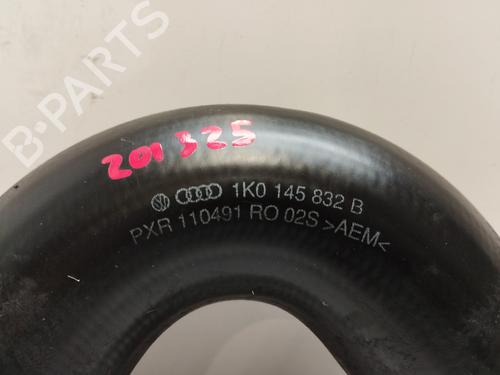 B-PARTS
201325
1K0 145 832 B
PXR 110491 RO 02S >AEM<